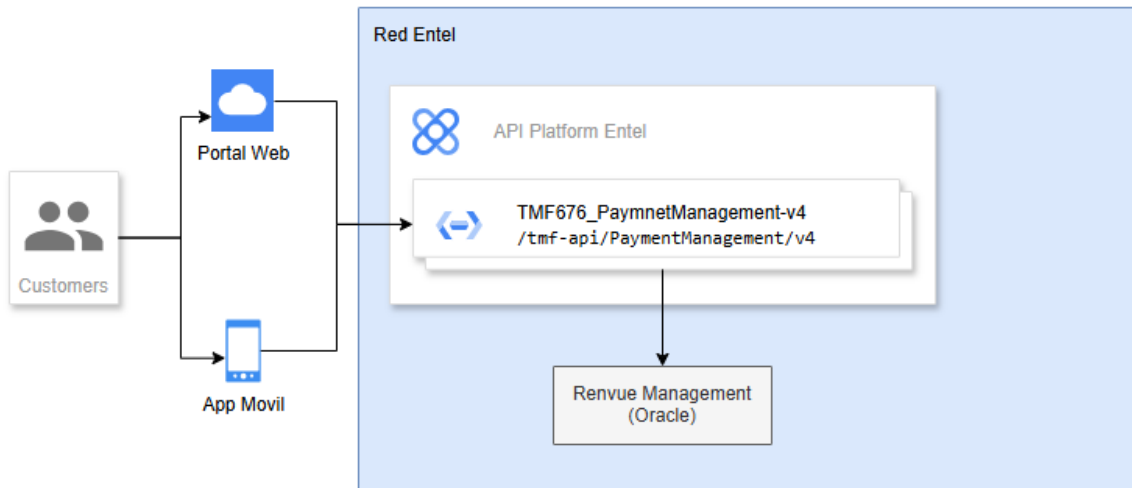 Red Entel
Portal Web
API Platform Entel
TMF676_PaymnetManagement-v4
/tmf-api/PaymentManagement/v4
Customers
App Movil
Renvue Management
(Oracle)